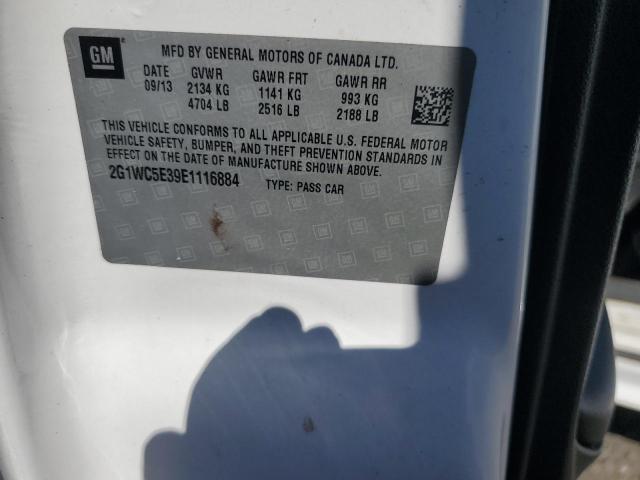 GM
MFD BY GENERAL MOTORS OF CANADA LTD.
DATE GVWR GAWR FRT GAWR RR
09/13 2134 KG 1141 KG 993 KG
4704 LB 2516 LB 2188 LB
THIS VEHICLE CONFORMS TO ALL APPLICABLE U.S. FEDERAL MOTOR
VEHICLE SAFETY, BUMPER, AND THEFT PREVENTION STANDARDS IN
EFFECT ON THE DATE OF MANUFACTURE SHOWN ABOVE.
2G1WC5E39E1116884 TYPE: PASS CAR